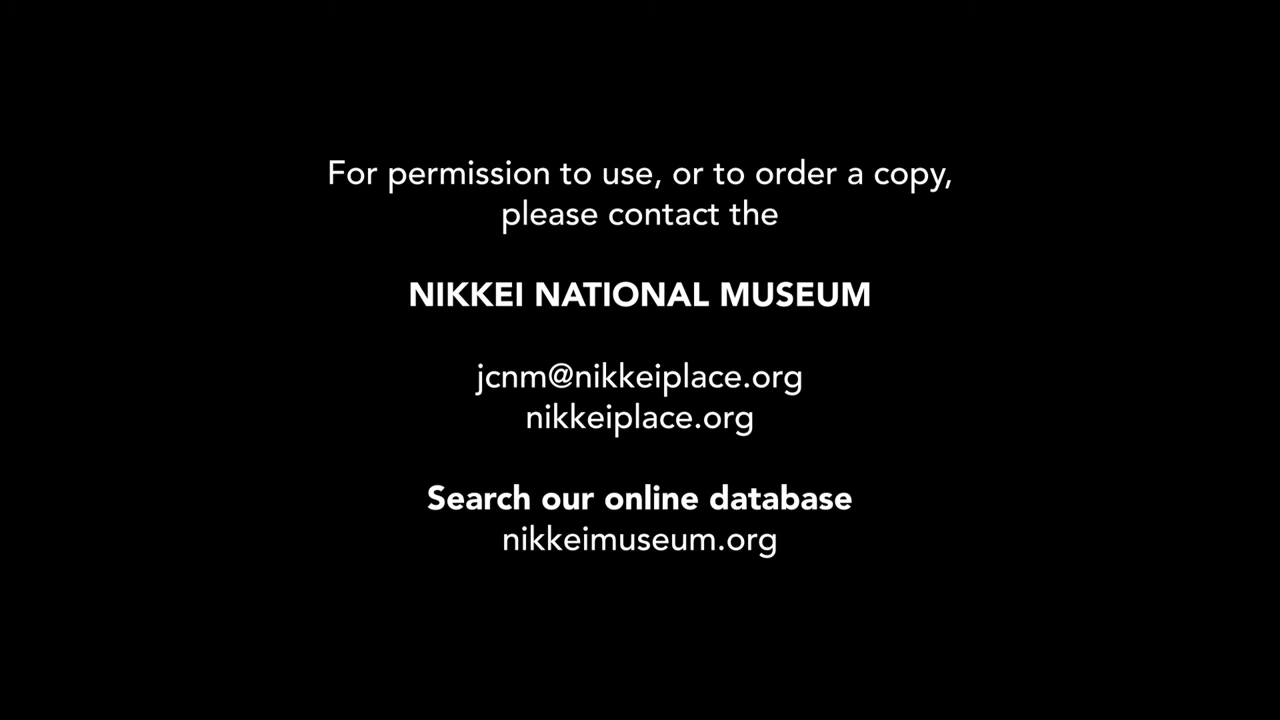 For permission to use, or to order a copy,
please contact the
NIKKEI NATIONAL MUSEUM
jcnm@nikkeiplace.org
nikkeiplace.org
Search our online database
nikkeimuseum.org